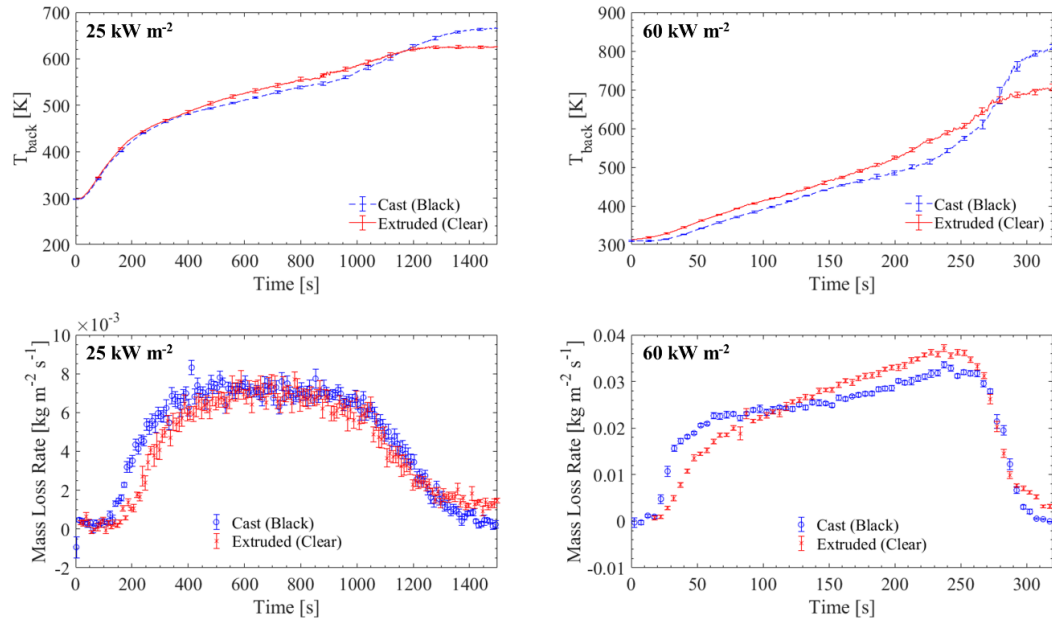 25 kW m-2
700
600
500
400
300
200
T_back [K]
Cast (Black)
Extruded (Clear)
0 200 400 600 800 1000 1200 1400
Time [s]
60 kW m-2
900
800
700
600
500
400
300
T_back [K]
Cast (Black)
Extruded (Clear)
0 50 100 150 200 250 300
Time [s]
×10-3
25 kW m-2
10
8
6
4
2
0
-2
Mass Loss Rate [kg m-2 s-1]
Cast (Black)
Extruded (Clear)
0 200 400 600 800 1000 1200 1400
Time [s]
60 kW m-2
0.04
0.03
0.02
0.01
0
-0.01
Mass Loss Rate [kg m-2 s-1]
Cast (Black)
Extruded (Clear)
0 50 100 150 200 250 300
Time [s]